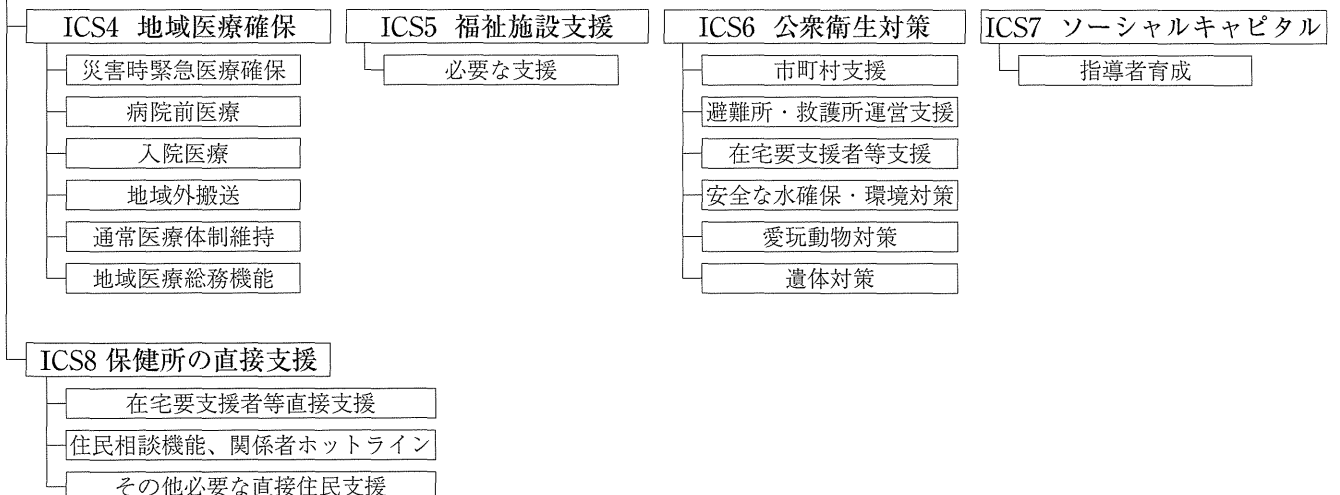 ICS4 地域医療確保
災害時緊急医療確保
病院前医療
入院医療
地域外搬送
通常医療体制維持
地域医療総務機能
ICS5 福祉施設支援
必要な支援
ICS6 公衆衛生対策
市町村支援
避難所・救護所運営支援
在宅要支援者等支援
安全な水確保・環境対策
愛玩動物対策
遺体対策
ICS7 ソーシャルキャピタル
指導者育成
ICS8 保健所の直接支援
在宅要支援者等直接支援
住民相談機能、関係者ホットライン
その他必要な直接住民支援